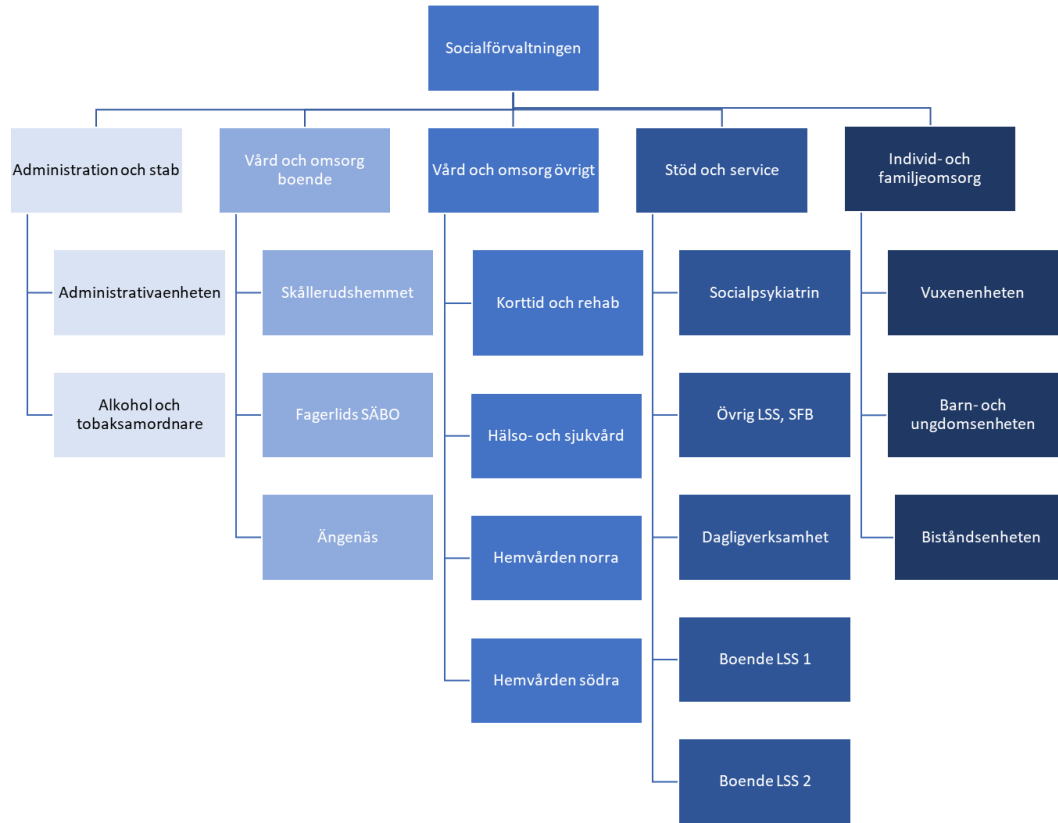 Socialförvaltningen
Administration och stab
Vård och omsorg
boende
Vård och omsorg övrigt
Stöd och service
Individ- och
familjeomsorg
Administrativaenheten
Alkohol och
tobaksamordnare
Skållerudshemmet
Fagerlids SÄBO
Ängenäs
Korttid och rehab
Hälso- och sjukvård
Hemvården norra
Hemvården södra
Socialpsykiatrin
Övrig LSS, SFB
Dagligverksamhet
Boende LSS 1
Boende LSS 2
Vuxenenheten
Barn- och
ungdomsenheten
Biståndsenheten